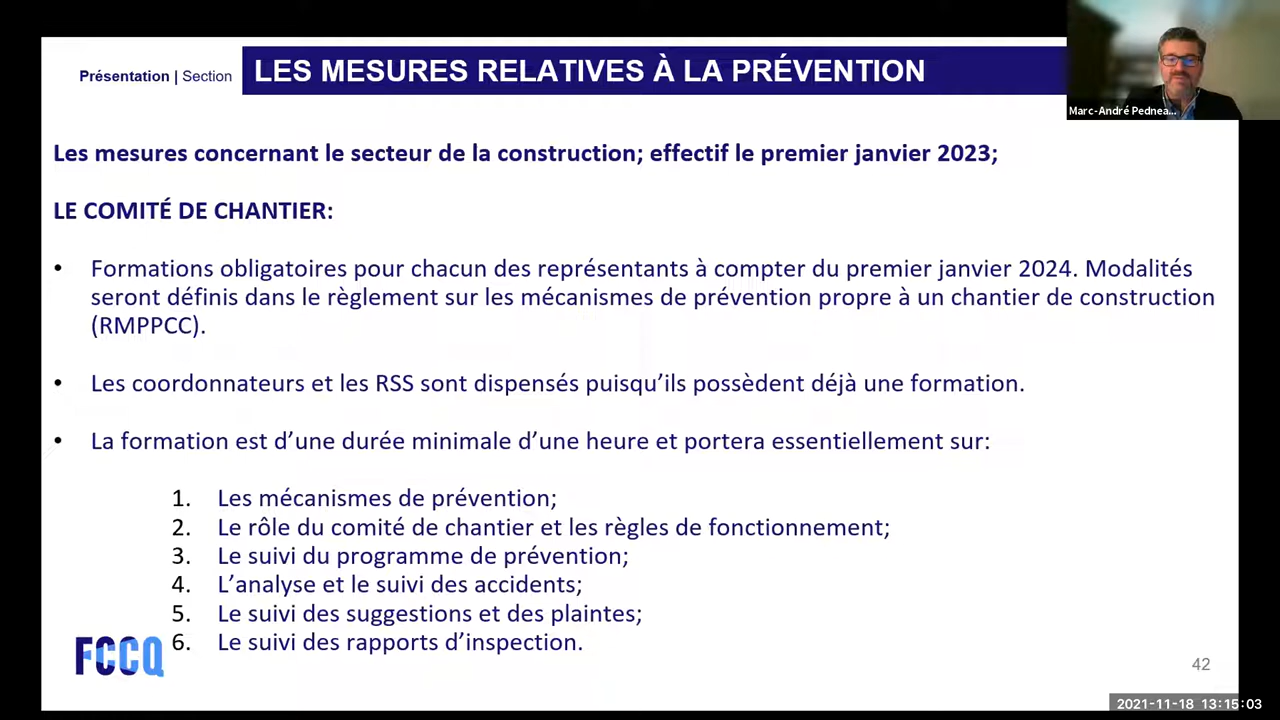 Présentation | Section
LES MESURES RELATIVES À LA PRÉVENTION
Marc-André Pednea...
Les mesures concernant le secteur de la construction; effectif le premier janvier 2023;
LE COMITÉ DE CHANTIER:
• Formations obligatoires pour chacun des représentants à compter du premier janvier 2024. Modalités
seront définis dans le règlement sur les mécanismes de prévention propre à un chantier de construction
(RMPPCC).
• Les coordonnateurs et les RSS sont dispensés puisqu’ils possèdent déjà une formation.
• La formation est d’une durée minimale d’une heure et portera essentiellement sur:
1. Les mécanismes de prévention;
2. Le rôle du comité de chantier et les règles de fonctionnement;
3. Le suivi du programme de prévention;
4. L’analyse et le suivi des accidents;
5. Le suivi des suggestions et des plaintes;
6. Le suivi des rapports d’inspection.
FCCQ
42
2021-11-18 13:15:03